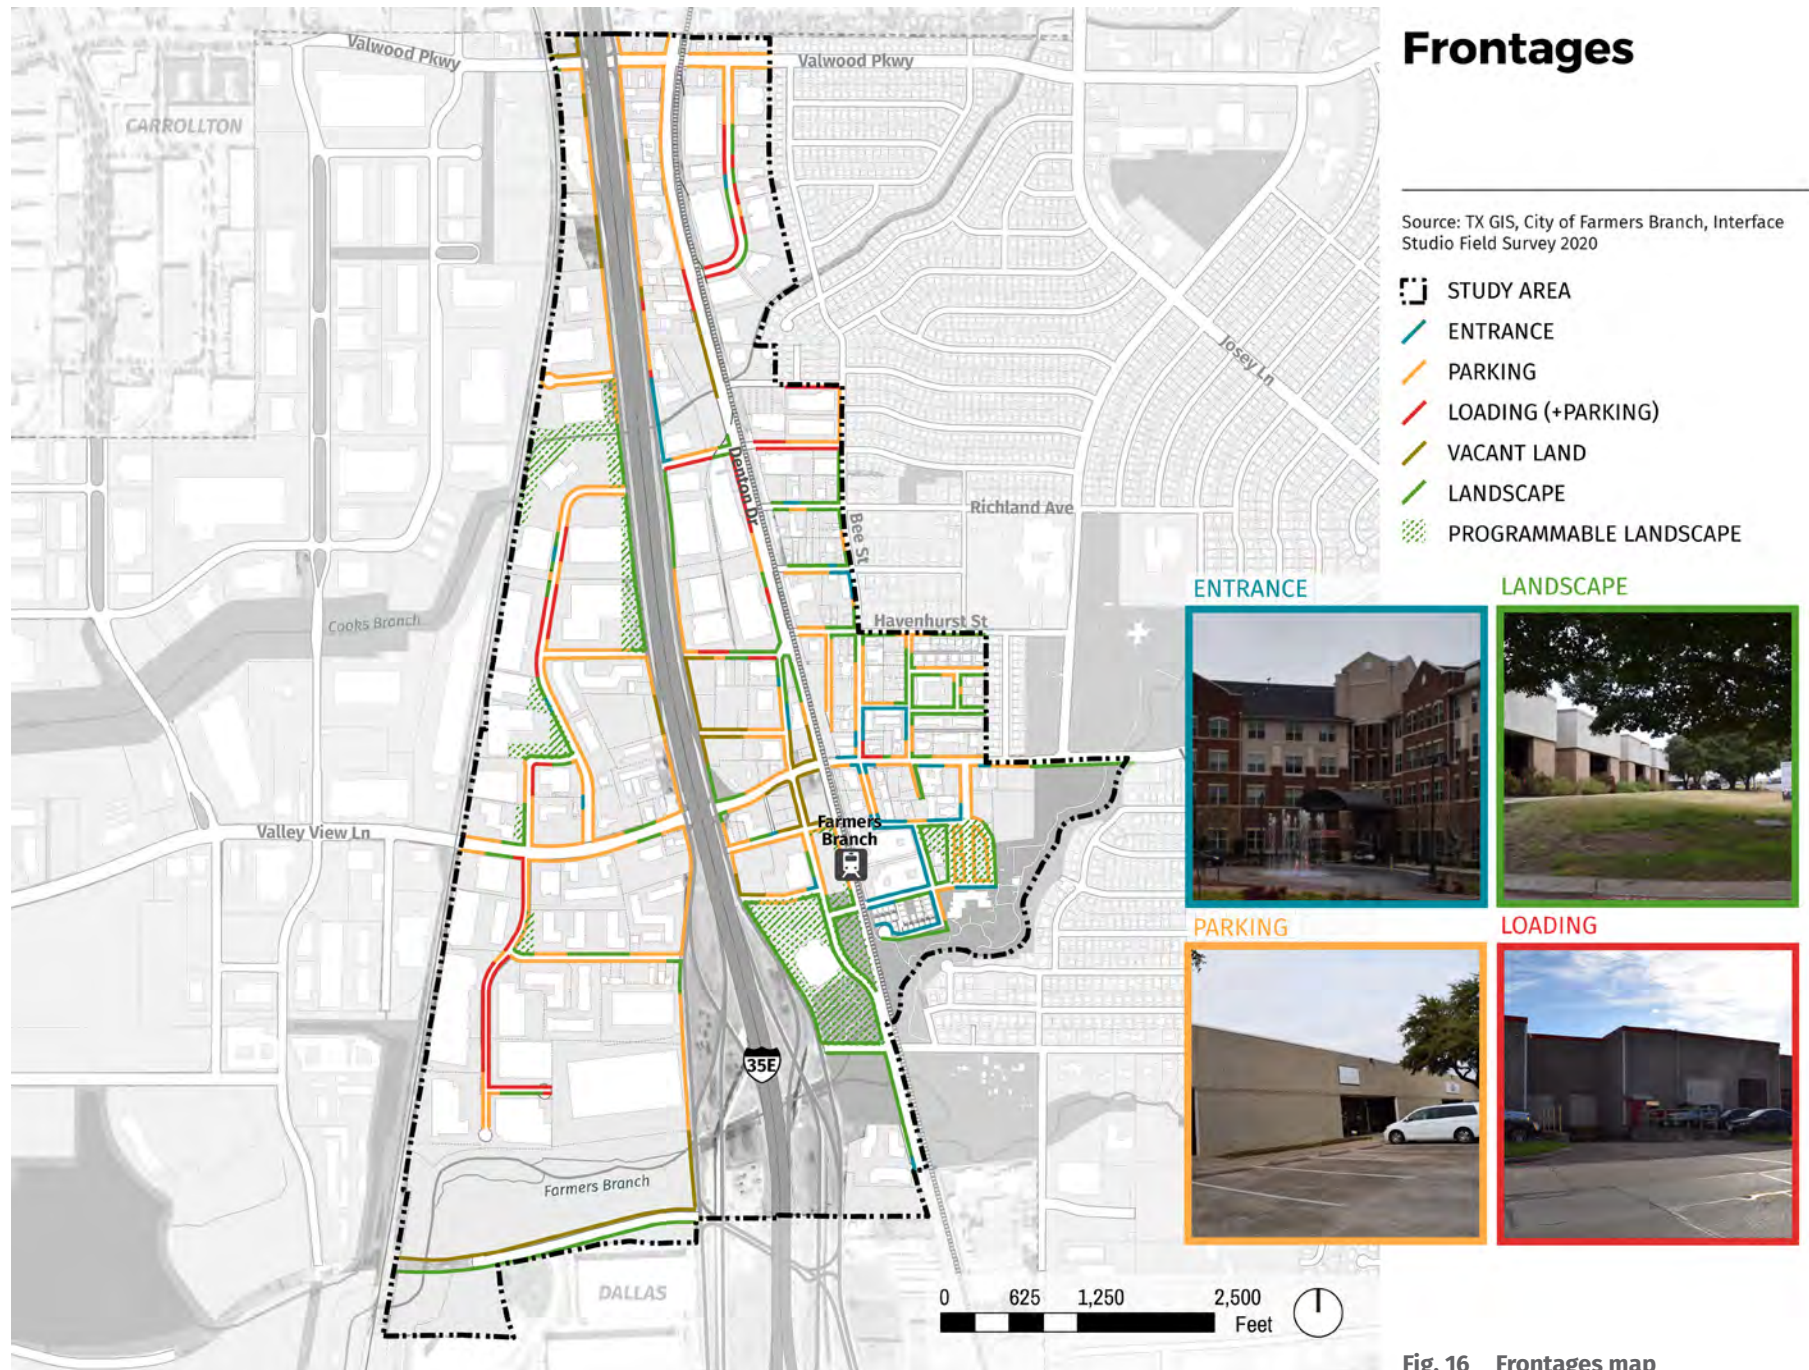 Frontages
Source: TX GIS, City of Farmers Branch, Interface
Studio Field Survey 2020
STUDY AREA
ENTRANCE
PARKING
LOADING (+PARKING)
VACANT LAND
LANDSCAPE
PROGRAMMABLE LANDSCAPE
ENTRANCE
LANDSCAPE
PARKING
LOADING
Valwood Pkwy
Valwood Pkwy
CARROLLTON
Josey Ln
Denton Dr
Richland Ave
Bee St
Havenhurst St
Cooks Branch
Valley View Ln
Farmers
Branch
35E
Farmers Branch
DALLAS
0 625 1,250 2,500
Feet
Fig. 16 Frontages map